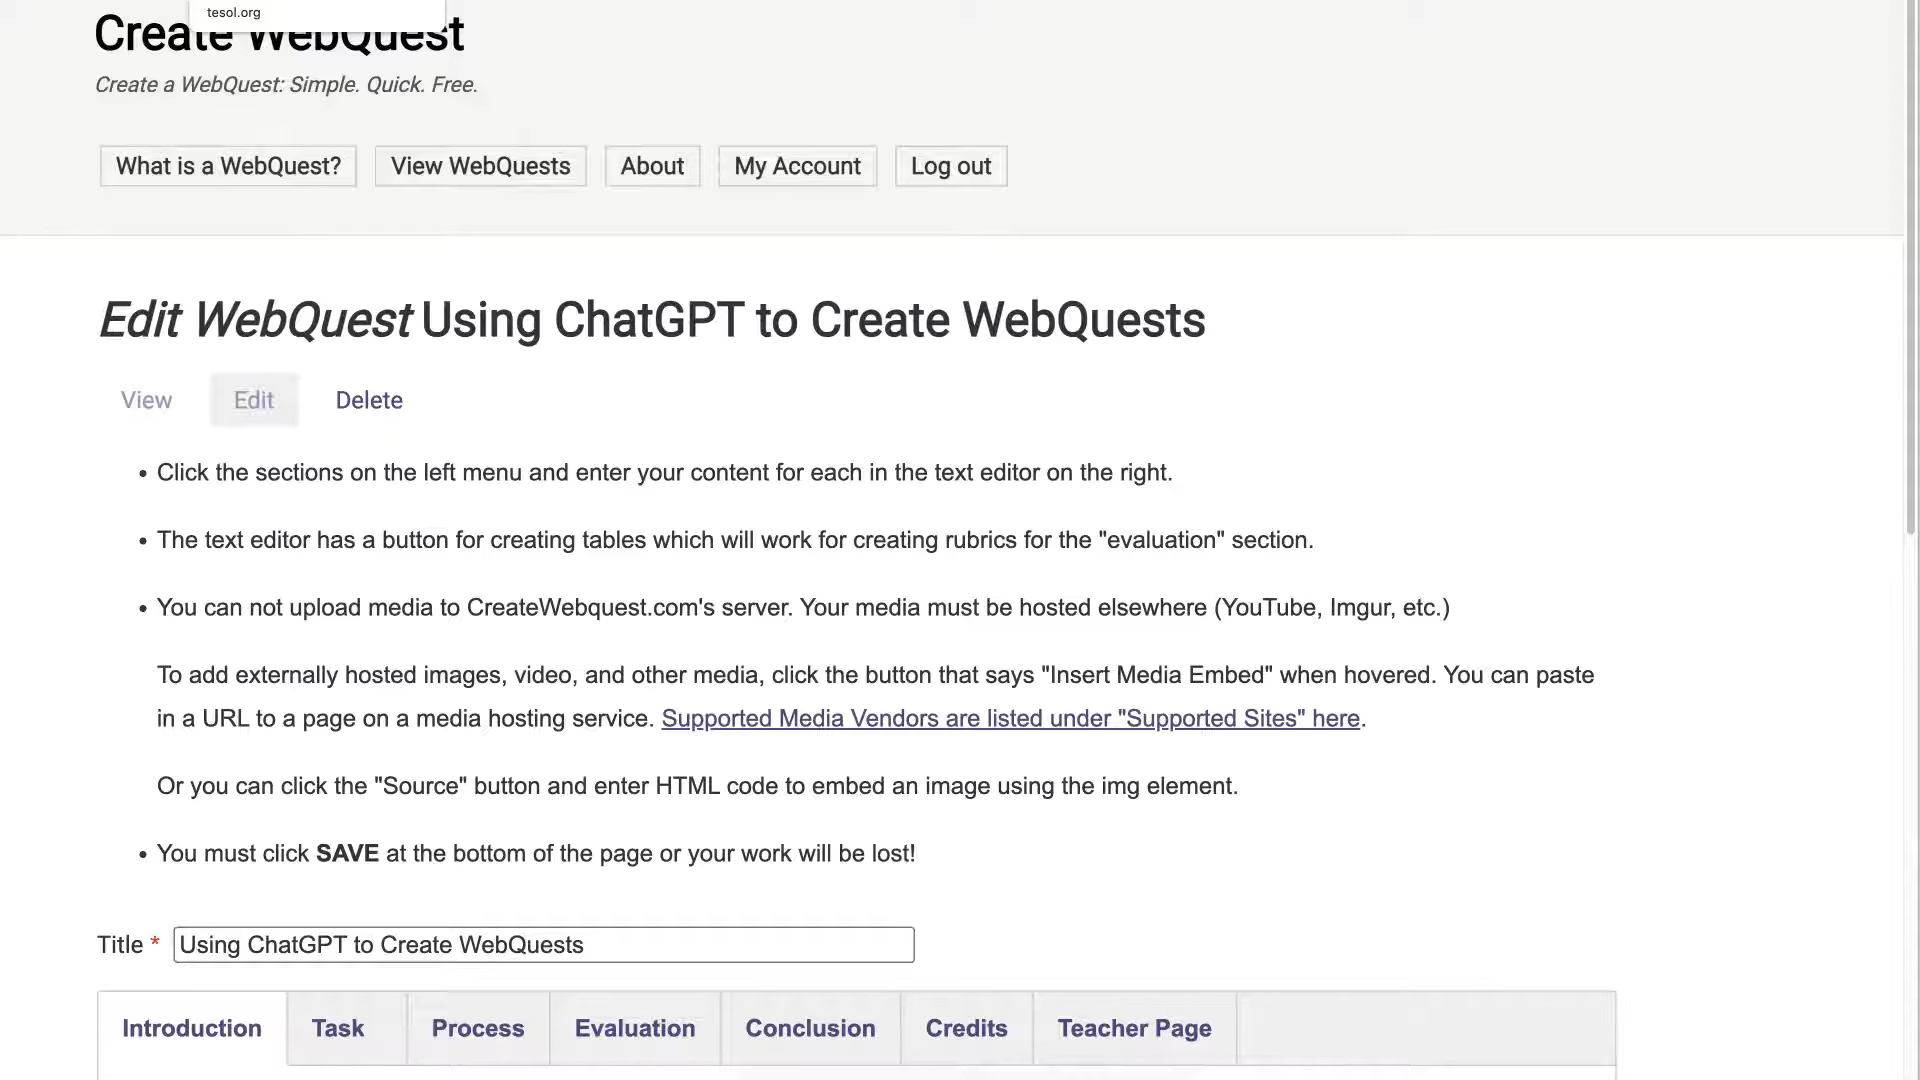 tesol.org
Create WebQuest
Create a WebQuest: Simple. Quick. Free.
What is a WebQuest? View WebQuests About My Account Log out
Edit WebQuest Using ChatGPT to Create WebQuests
View Edit Delete
• Click the sections on the left menu and enter your content for each in the text editor on the right.
• The text editor has a button for creating tables which will work for creating rubrics for the "evaluation" section.
• You can not upload media to CreateWebquest.com's server. Your media must be hosted elsewhere (YouTube, Imgur, etc.)
To add externally hosted images, video, and other media, click the button that says "Insert Media Embed" when hovered. You can paste
in a URL to a page on a media hosting service. Supported Media Vendors are listed under "Supported Sites" here.
Or you can click the "Source" button and enter HTML code to embed an image using the img element.
• You must click SAVE at the bottom of the page or your work will be lost!
Title * Using ChatGPT to Create WebQuests
Introduction Task Process Evaluation Conclusion Credits Teacher Page